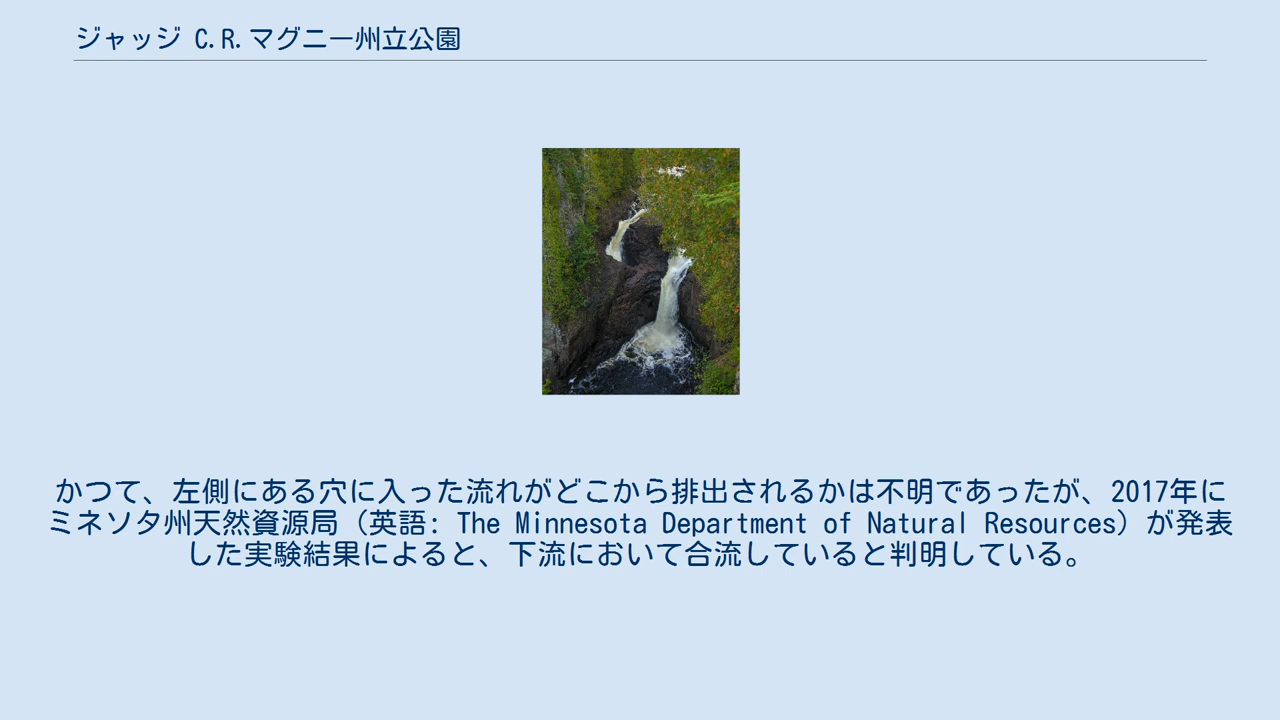 ジャッジ C.R.マグニー州立公園
かつて、左側にある穴に入った流れがどこから排出されるかは不明であったが、2017年に
ミネソタ州天然資源局（英語: The Minnesota Department of Natural Resources）が発表
した実験結果によると、下流において合流していると判明している。